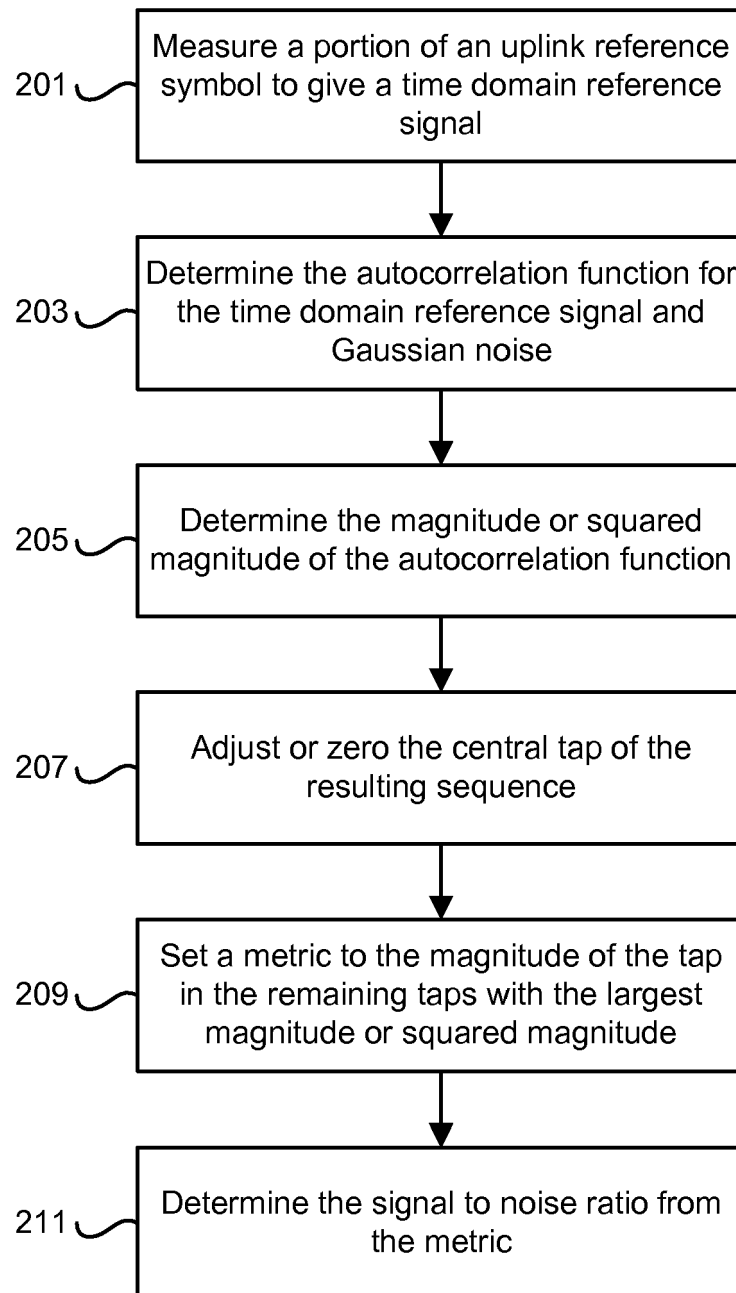 201
Measure a portion of an uplink reference
symbol to give a time domain reference
signal
203
Determine the autocorrelation function for
the time domain reference signal and
Gaussian noise
205
Determine the magnitude or squared
magnitude of the autocorrelation function
207
Adjust or zero the central tap of the
resulting sequence
209
Set a metric to the magnitude of the tap
in the remaining taps with the largest
magnitude or squared magnitude
211
Determine the signal to noise ratio from
the metric